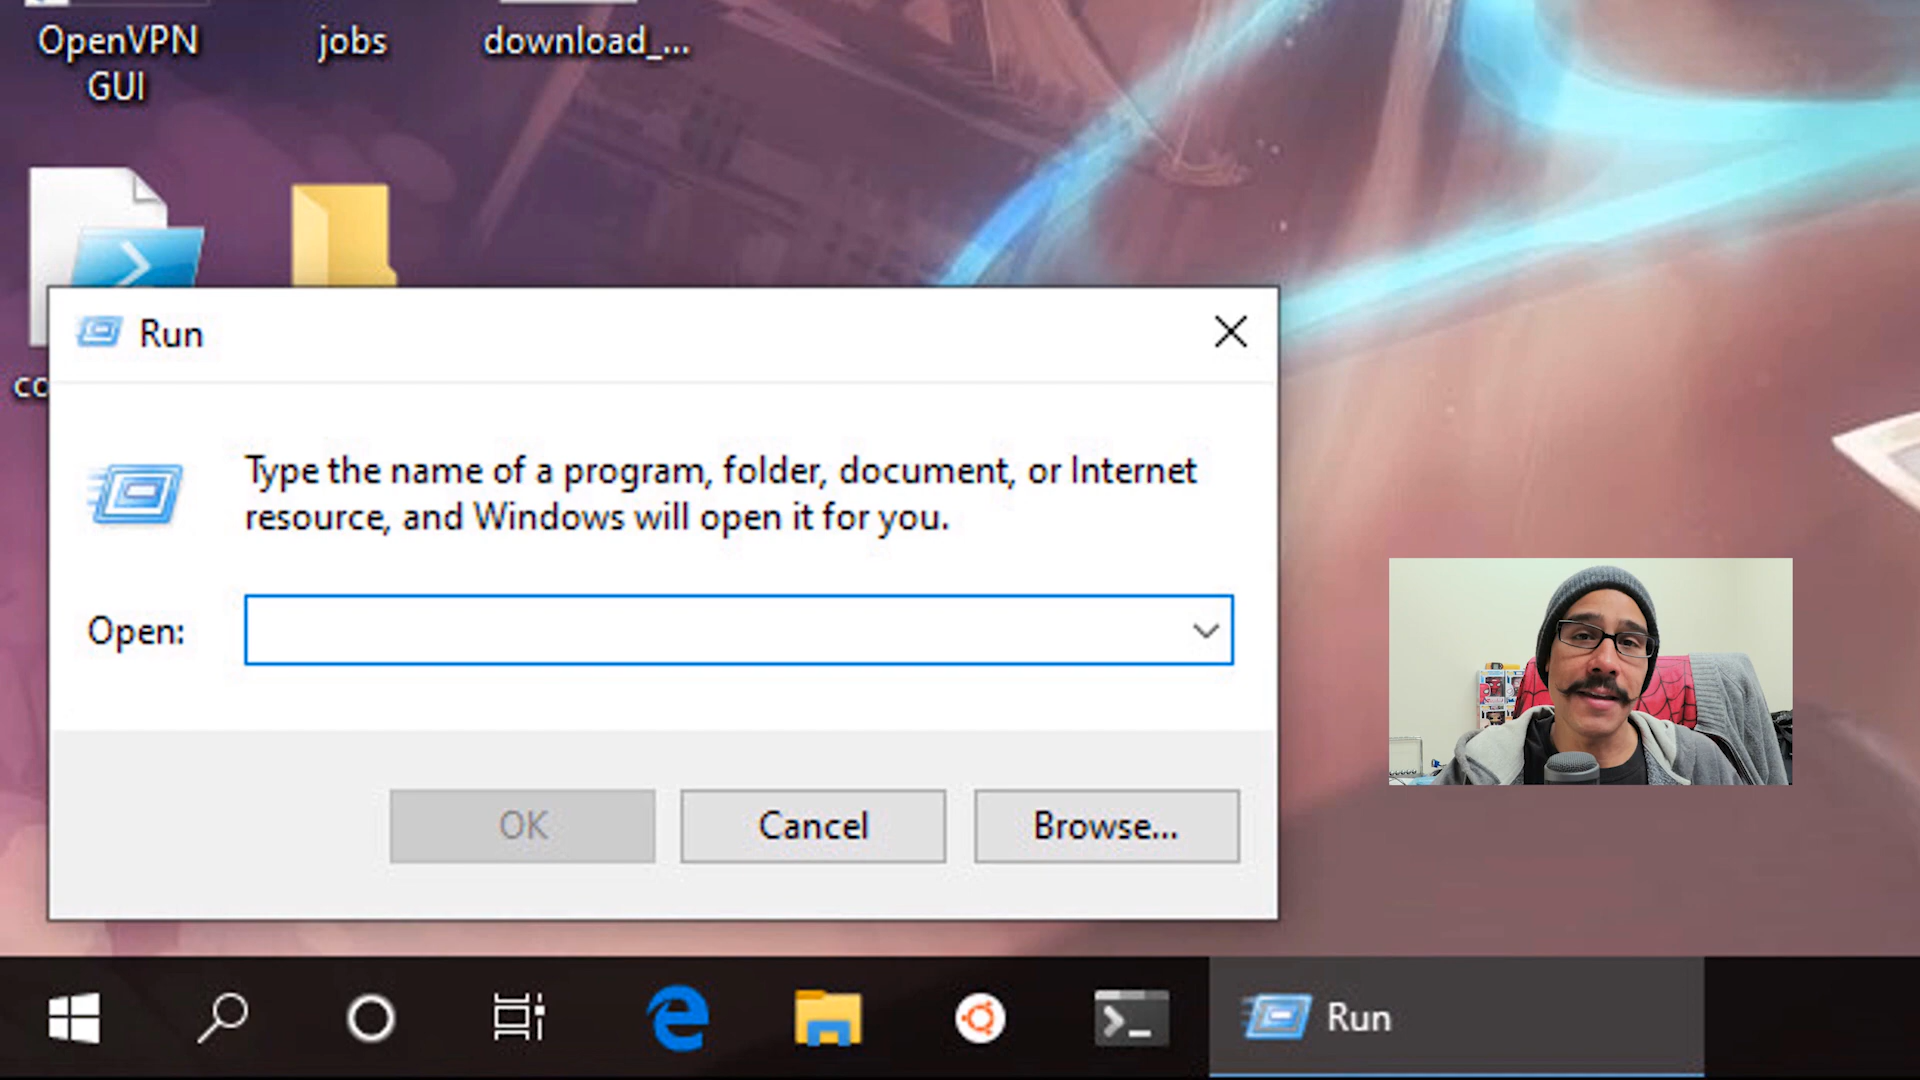 OpenVPN
GUI
jobs
download_...
co
Run
Type the name of a program, folder, document, or Internet
resource, and Windows will open it for you.
Open:
OK
Cancel
Browse...
Run